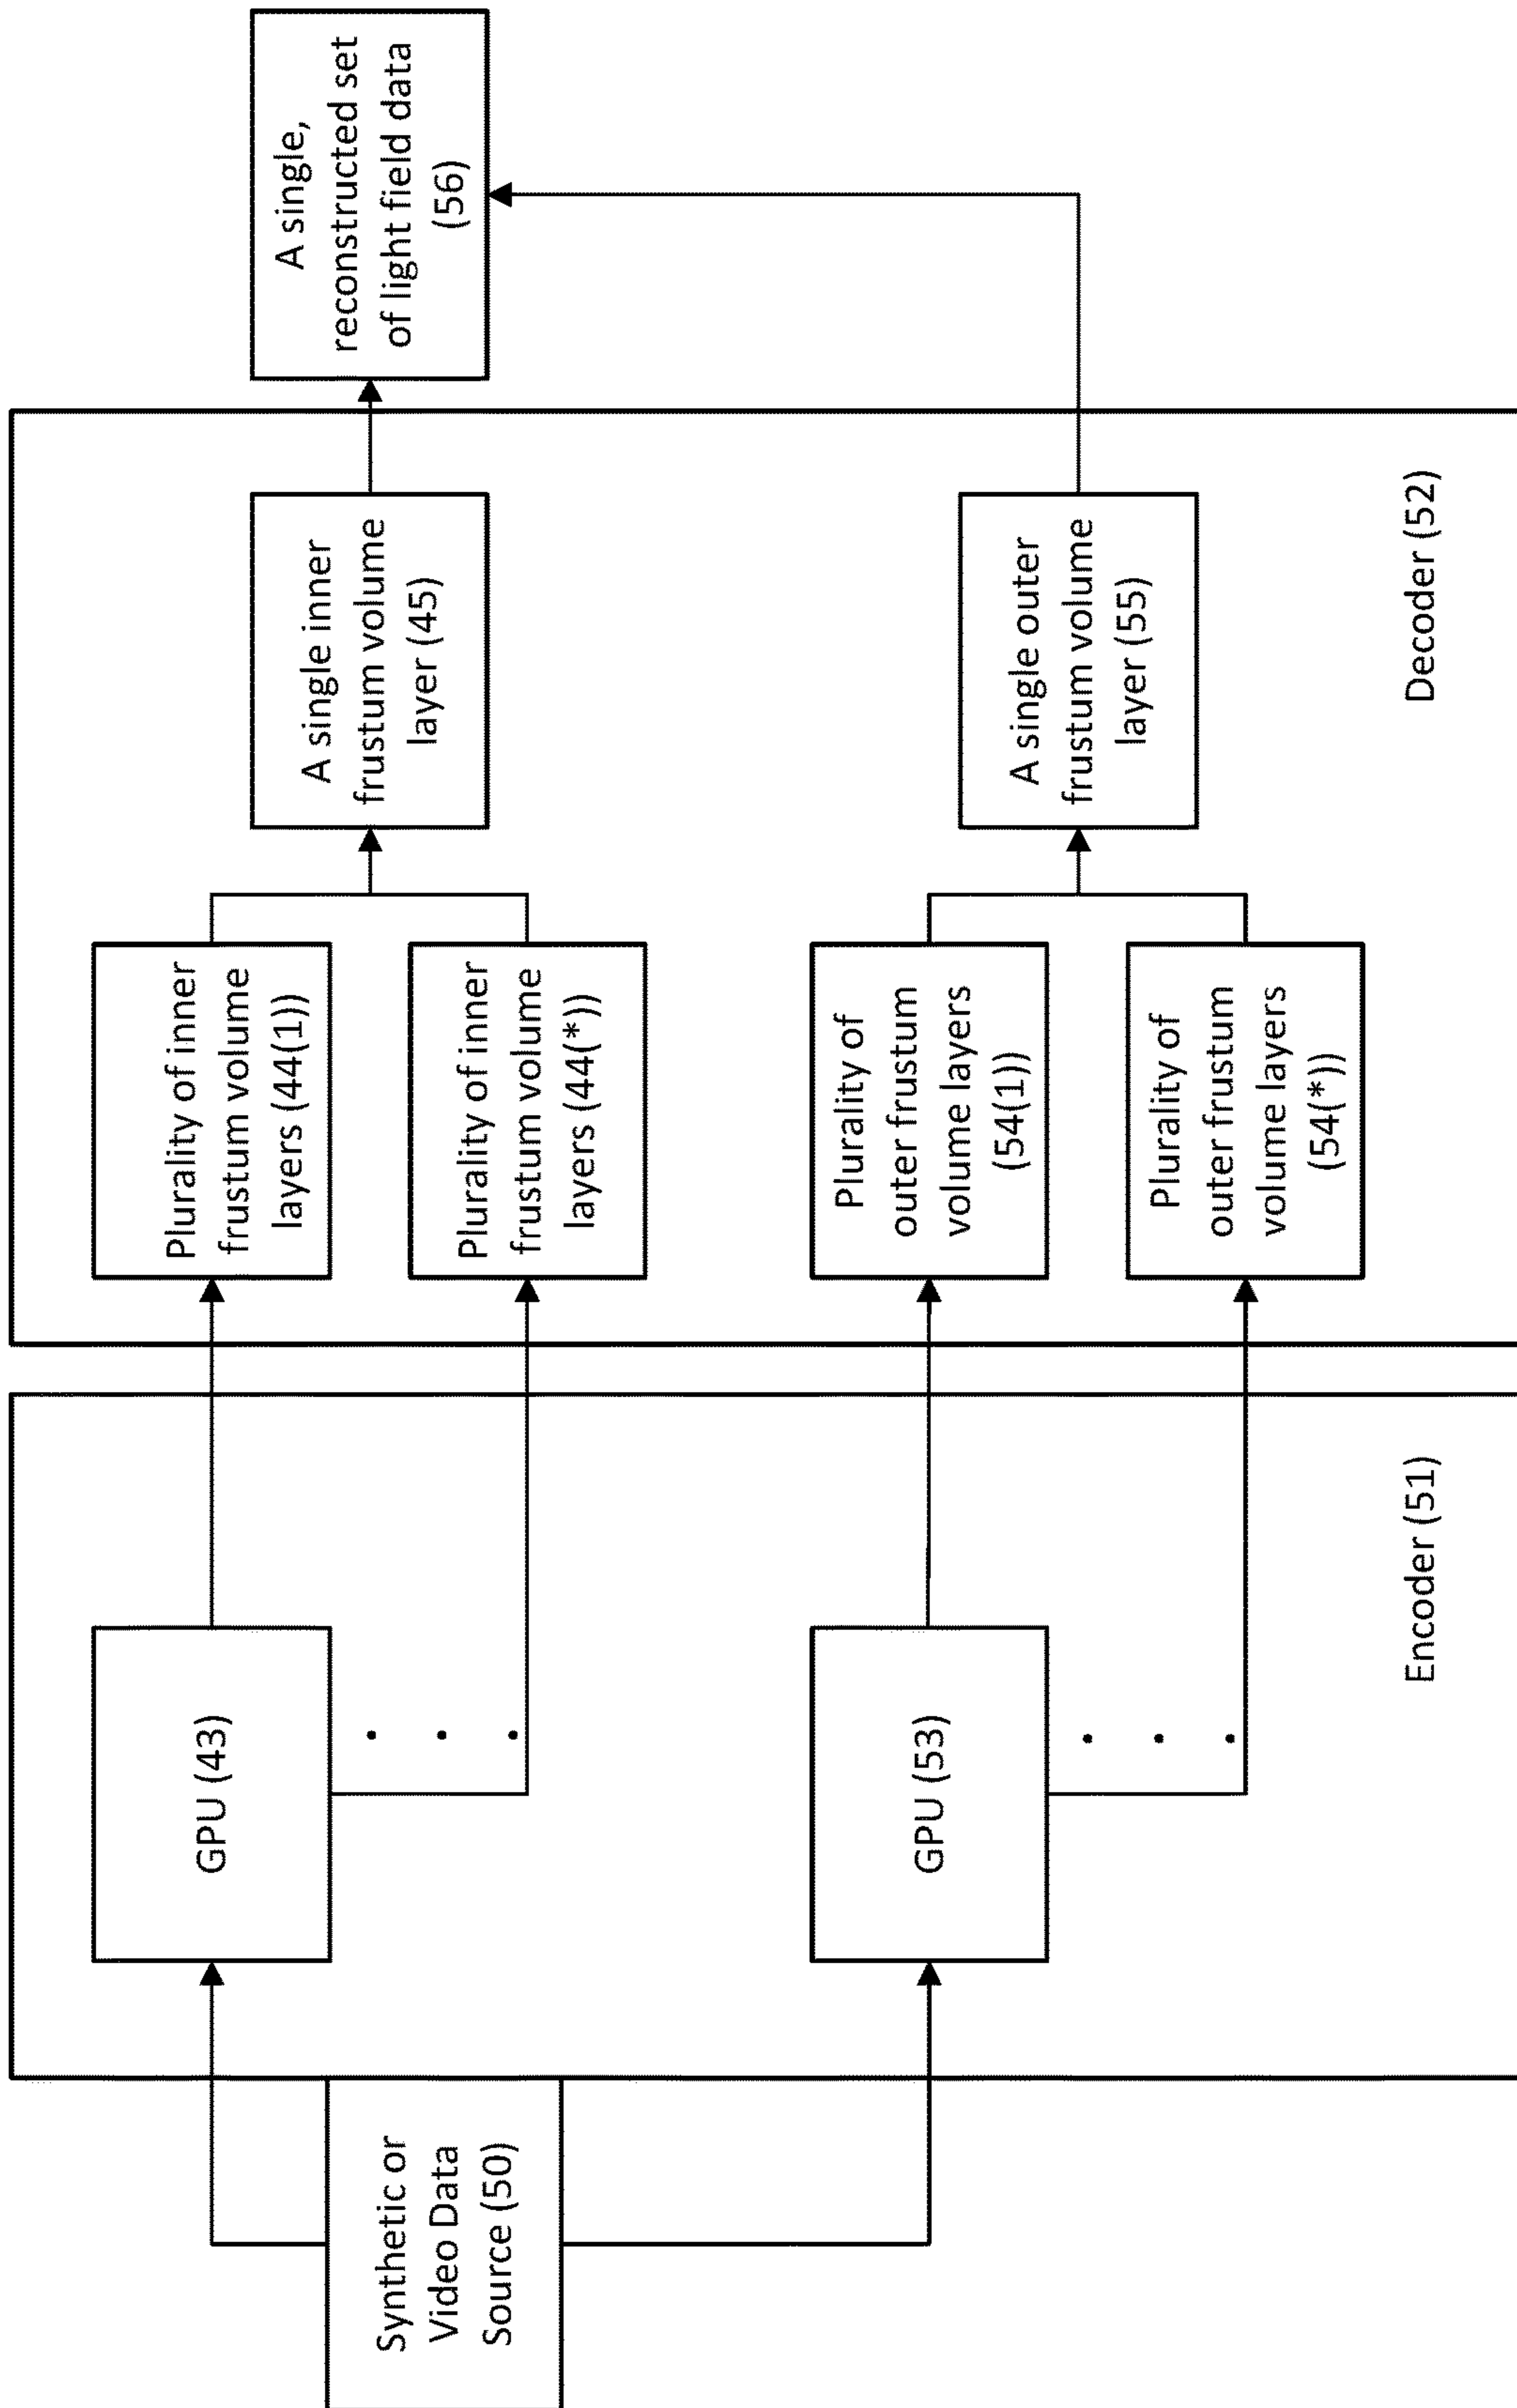 Synthetic or
Video Data
Source (50)
GPU (43)
GPU (53)
Encoder (51)
Plurality of inner
frustum volume
layers (44(1))
Plurality of inner
frustum volume
layers (44(*))
Plurality of
outer frustum
volume layers
(54(1))
Plurality of
outer frustum
volume layers
(54(*))
A single inner
frustum volume
layer (45)
A single outer
frustum volume
layer (55)
Decoder (52)
A single,
reconstructed set
of light field data
(56)